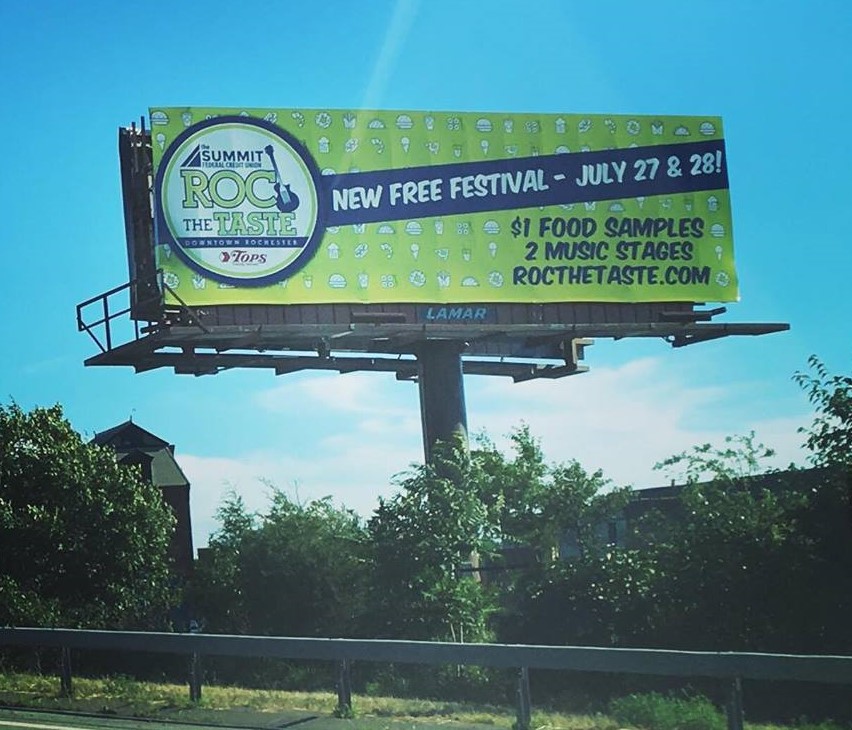 the
SUMMIT
FEDERAL CREDIT UNION
ROC
THE TASTE
DOWNTOWN ROCHESTER
TOPS
NEW FREE FESTIVAL - JULY 27 & 28!
$1 FOOD SAMPLES
2 MUSIC STAGES
ROCTHETASTE.COM
LAMAR